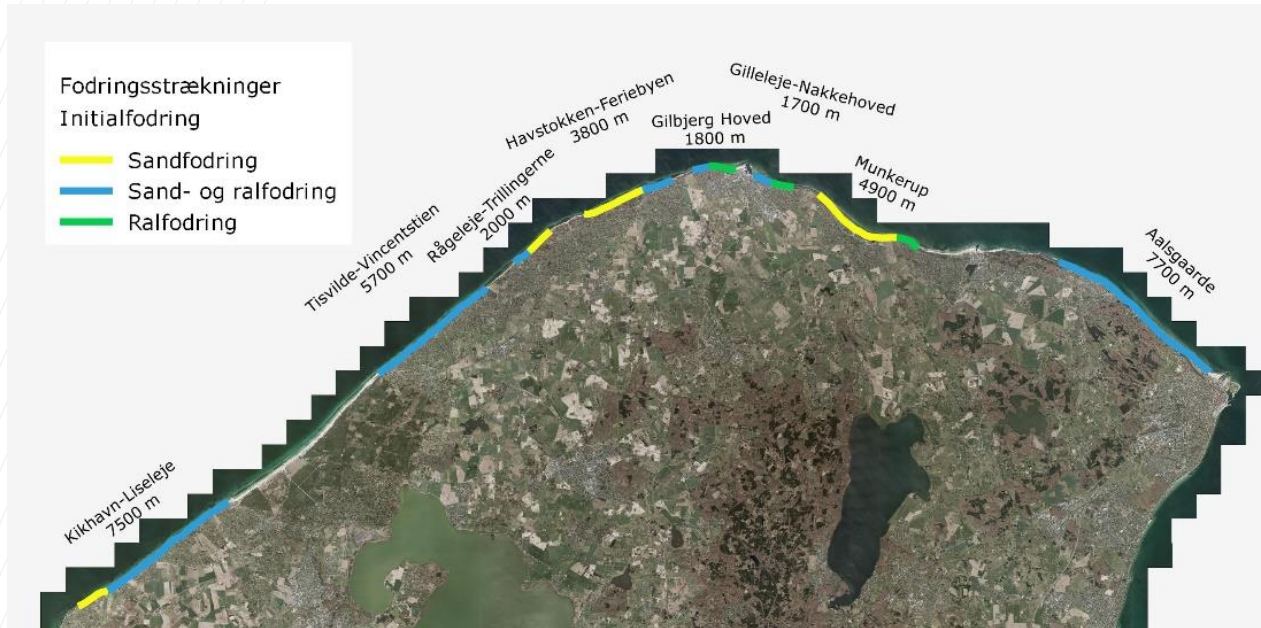 Fodringsstrækninger
Initialfodring
Sandfodring
Sand- og ralfodring
Ralfodring
Kikhavn-Liseleje
7500 m
Tisvilde-Vincentstien
5700 m
Rågeleje-Trillingerne
2000 m
Havstokken-Feriebyen
3800 m
Gilbjerg Hoved
1800 m
Gilleleje-Nakkehoved
1700 m
Munkerup
4900 m
Aalsgaarde
7700 m